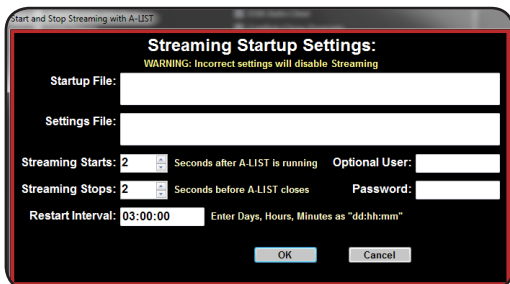 Start and Stop Streaming with A-LIST
Streaming Startup Settings:
WARNING: Incorrect settings will disable Streaming
Startup File:
Settings File:
Streaming Starts: 2 Seconds after A-LIST is running Optional User:
Streaming Stops: 2 Seconds before A-LIST closes Password:
Restart Interval: 03:00:00 Enter Days, Hours, Minutes as "dd:hh:mm"
OK Cancel